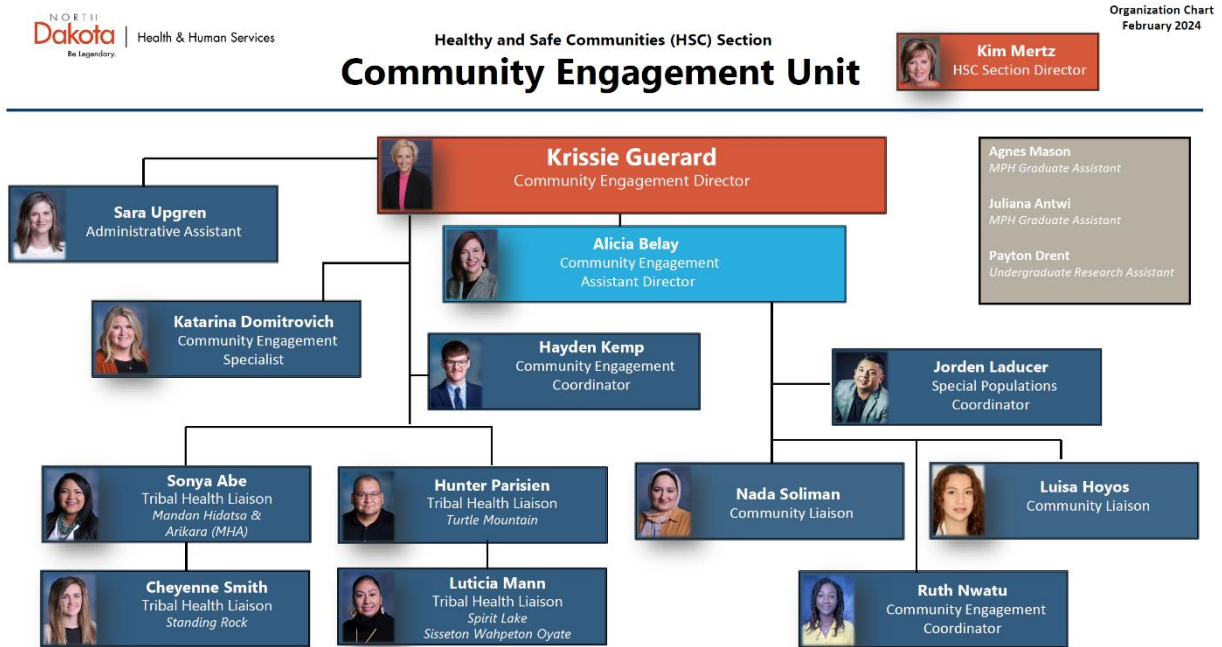 NORTH
Dakota
Be Legendary.
Health & Human Services
Healthy and Safe Communities (HSC) Section
Community Engagement Unit
Organization Chart
February 2024
Kim Mertz
HSC Section Director
Krissie Guerard
Community Engagement Director
Agnes Mason
MPH Graduate Assistant
Juliana Antwi
MPH Graduate Assistant
Payton Drent
Undergraduate Research Assistant
Sara Upgren
Administrative Assistant
Alicia Belay
Community Engagement
Assistant Director
Katarina Domitrovich
Community Engagement
Specialist
Hayden Kemp
Community Engagement
Coordinator
Jorden Laducer
Special Populations
Coordinator
Sonya Abe
Tribal Health Liaison
Mandan Hidatsa &
Arikara (MHA)
Hunter Parisien
Tribal Health Liaison
Turtle Mountain
Nada Soliman
Community Liaison
Luisa Hoyos
Community Liaison
Cheyenne Smith
Tribal Health Liaison
Standing Rock
Luticia Mann
Tribal Health Liaison
Spirit Lake
Sisseton Wahpeton Oyate
Ruth Nwatu
Community Engagement
Coordinator